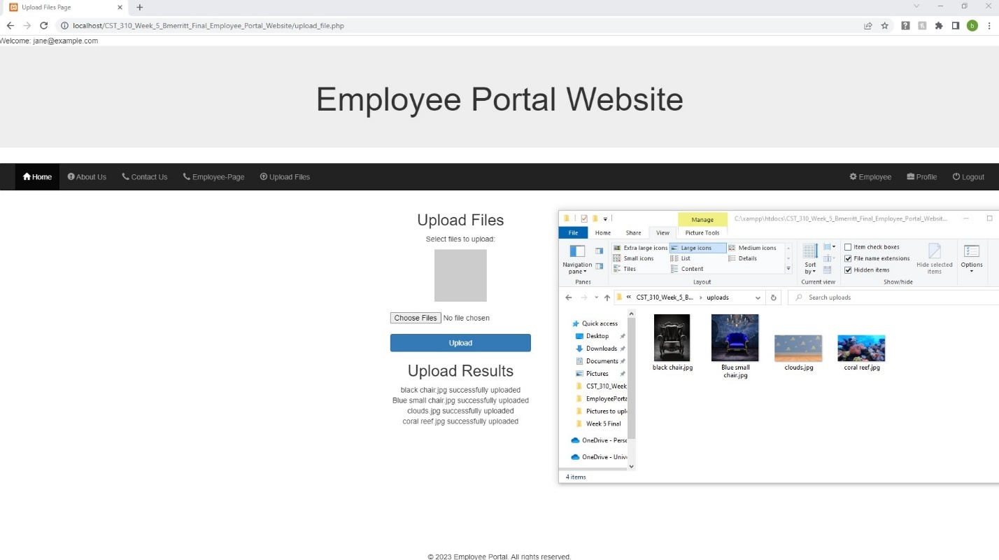 Upload Files Page
localhost/CST_310_Week_5_Bmerritt_Final_Employee_Portal_Website/upload_file.php
b
Welcome: jane@example.com
Employee Portal Website
Home About Us Contact Us Employee-Page Upload Files Employee Profile Logout
Upload Files
Select files to upload:
Choose Files No file chosen
Upload
Upload Results
black chair.jpg successfully uploaded
Blue small chair.jpg successfully uploaded
clouds.jpg successfully uploaded
coral reef.jpg successfully uploaded
Manage C:\xampp\htdocs\CST_310_Week_5_Bmerritt_Final_Employee_Portal_Websit...
File Home Share View Picture Tools
Extra large icons Large icons Medium icons
Small icons List Details
Tiles Content
Navigation
pane
Sort
by
Item check boxes
File name extensions
Hidden items
Hide selected
items
Options
Panes Layout Current view Show/hide
« CST_310_Week_5_B... › uploads Search uploads
Quick access
Desktop
Downloads
Documents
Pictures
CST_310_Week_
EmployeePorta
Pictures to uplo
Week 5 Final
OneDrive - Perso
OneDrive - Unive
black chair.jpg
Blue small
chair.jpg
clouds.jpg
coral reef.jpg
4 items
© 2023 Employee Portal. All rights reserved.